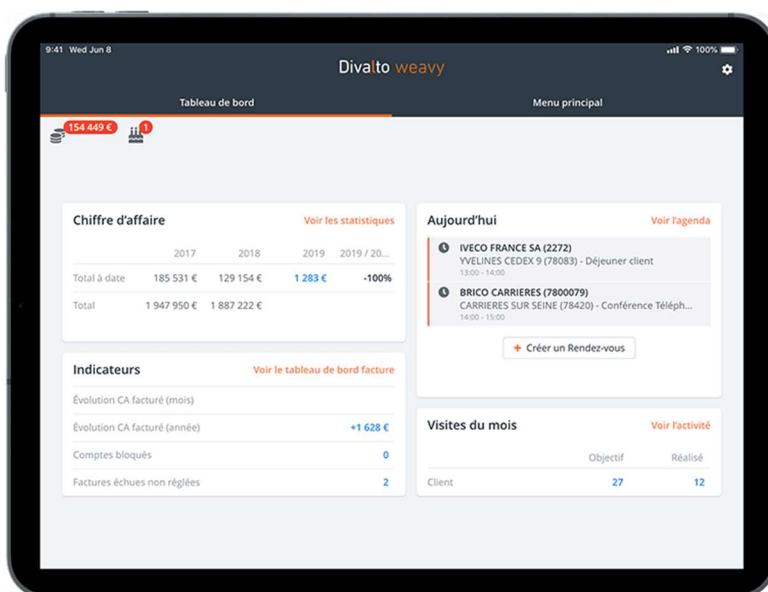 9:41 Wed Jun 8
100%
Divalto weavy
Tableau de bord
Menu principal
154 449 €
1
Chiffre d'affaire
Voir les statistiques
2017 2018 2019 2019 / 20...
Total à date 185 531 € 129 154 € 1 283 € -100%
Total 1 947 950 € 1 887 222 €
Indicateurs
Voir le tableau de bord facture
Évolution CA facturé (mois)
Évolution CA facturé (année) +1 628 €
Comptes bloqués 0
Factures échues non réglées 2
Aujourd'hui
Voir l'agenda
IVECO FRANCE SA (2272)
YVELINES CEDEX 9 (78083) - Déjeuner client
13:00 - 14:00
BRICO CARRIERES (7800079)
CARRIERES SUR SEINE (78420) - Conférence Téléph...
14:00 - 15:00
+ Créer un Rendez-vous
Visites du mois
Voir l'activité
Objectif Réalisé
Client 27 12